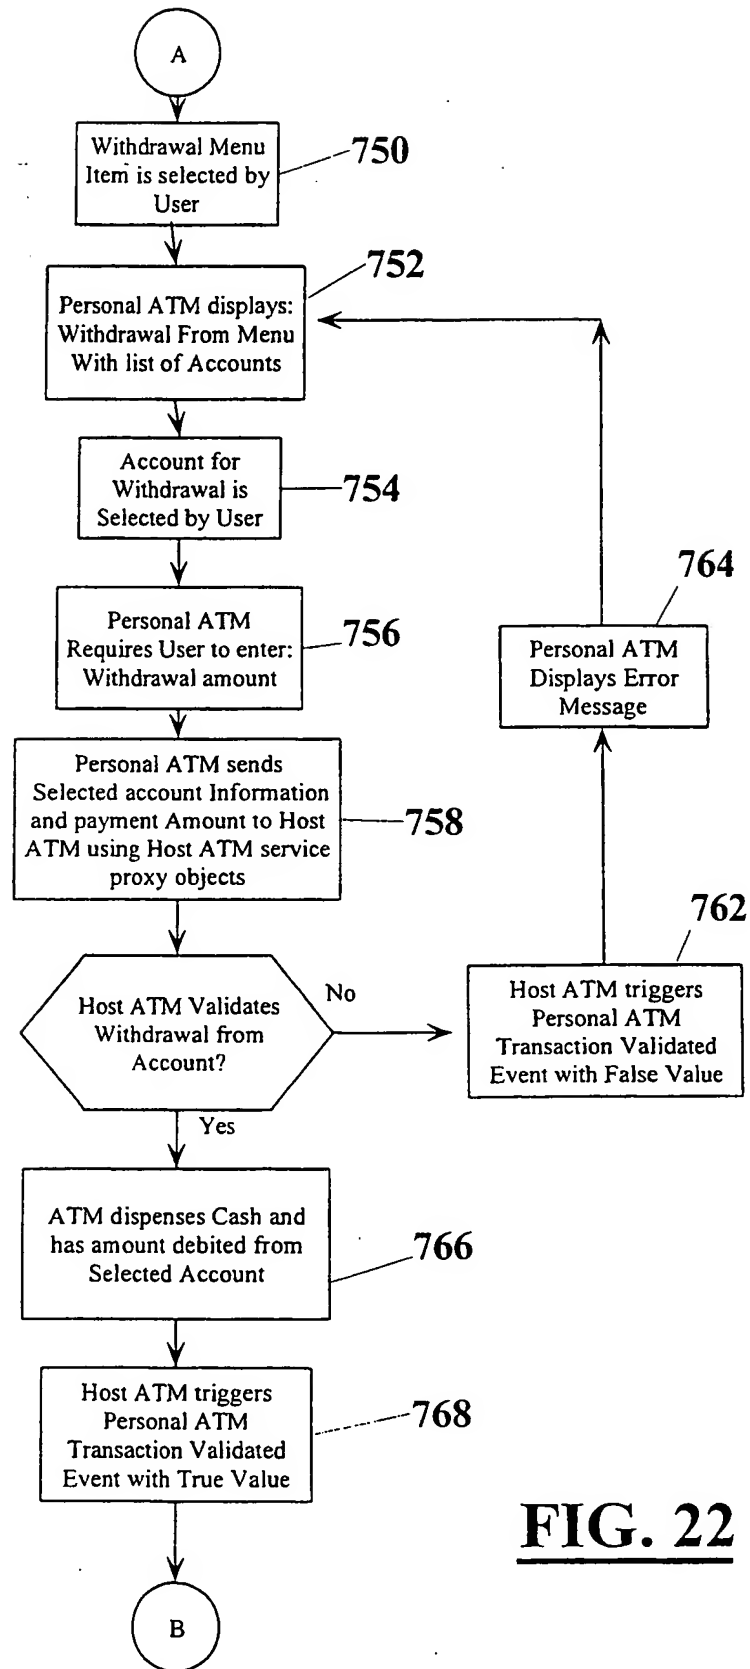 A
Withdrawal Menu
Item is selected by
User
750
Personal ATM displays:
Withdrawal From Menu
With list of Accounts
752
Account for
Withdrawal is
Selected by User
754
Personal ATM
Requires User to enter:
Withdrawal amount
756
Personal ATM sends
Selected account Information
and payment Amount to Host
ATM using Host ATM service
proxy objects
758
Host ATM Validates
Withdrawal from
Account?
No
Host ATM triggers
Personal ATM
Transaction Validated
Event with False Value
762
Personal ATM
Displays Error
Message
764
Yes
ATM dispenses Cash and
has amount debited from
Selected Account
766
Host ATM triggers
Personal ATM
Transaction Validated
Event with True Value
768
B
FIG. 22